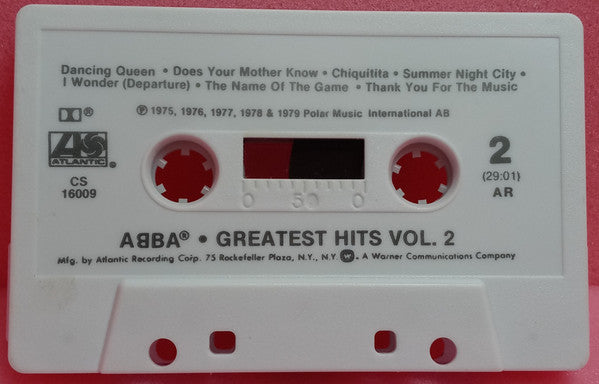 Dancing Queen • Does Your Mother Know • Chiquitita • Summer Night City •
I Wonder (Departure) • The Name Of The Game • Thank You For The Music
℗ 1975, 1976, 1977, 1978 & 1979 Polar Music International AB
ATLANTIC
CS
16009
2
(29:01)
AR
0 50 0
AᗺBA® • GREATEST HITS VOL. 2
Mfg. by Atlantic Recording Corp. 75 Rockefeller Plaza, N.Y., N.Y. W • A Warner Communications Company